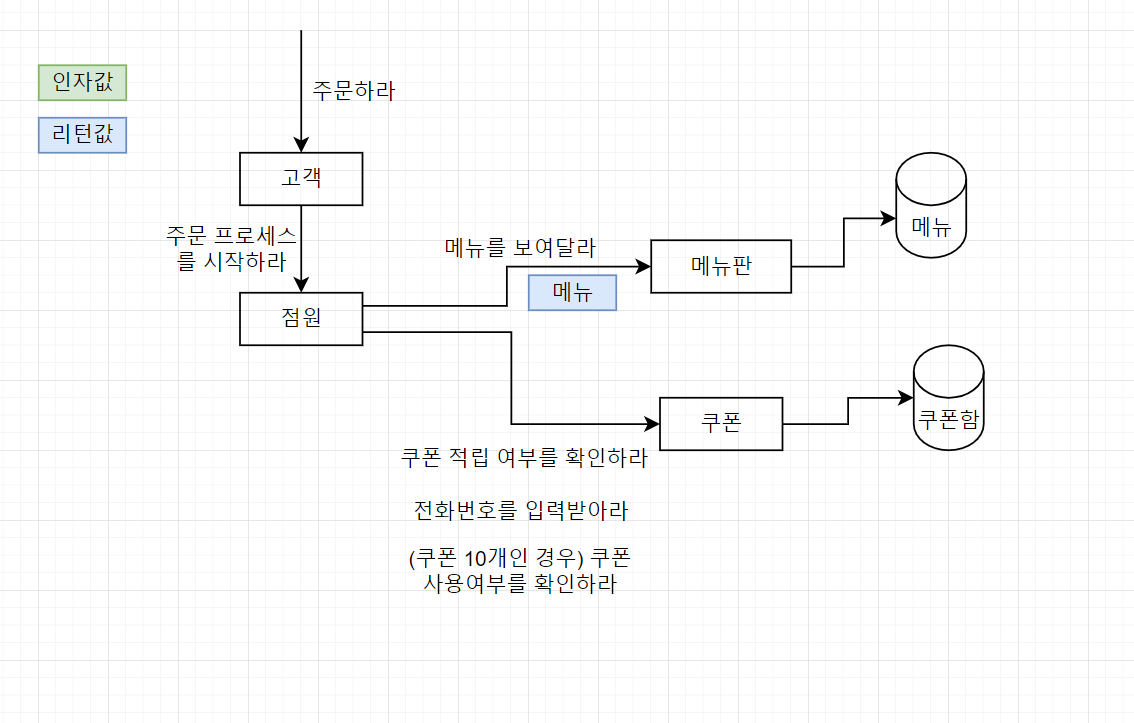 인자값
리턴값
주문하라
고객
주문 프로세스
를 시작하라
점원
메뉴를 보여달라
메뉴
메뉴판
메뉴
쿠폰
쿠폰함
쿠폰 적립 여부를 확인하라
전화번호를 입력받아라
(쿠폰 10개인 경우) 쿠폰
사용여부를 확인하라